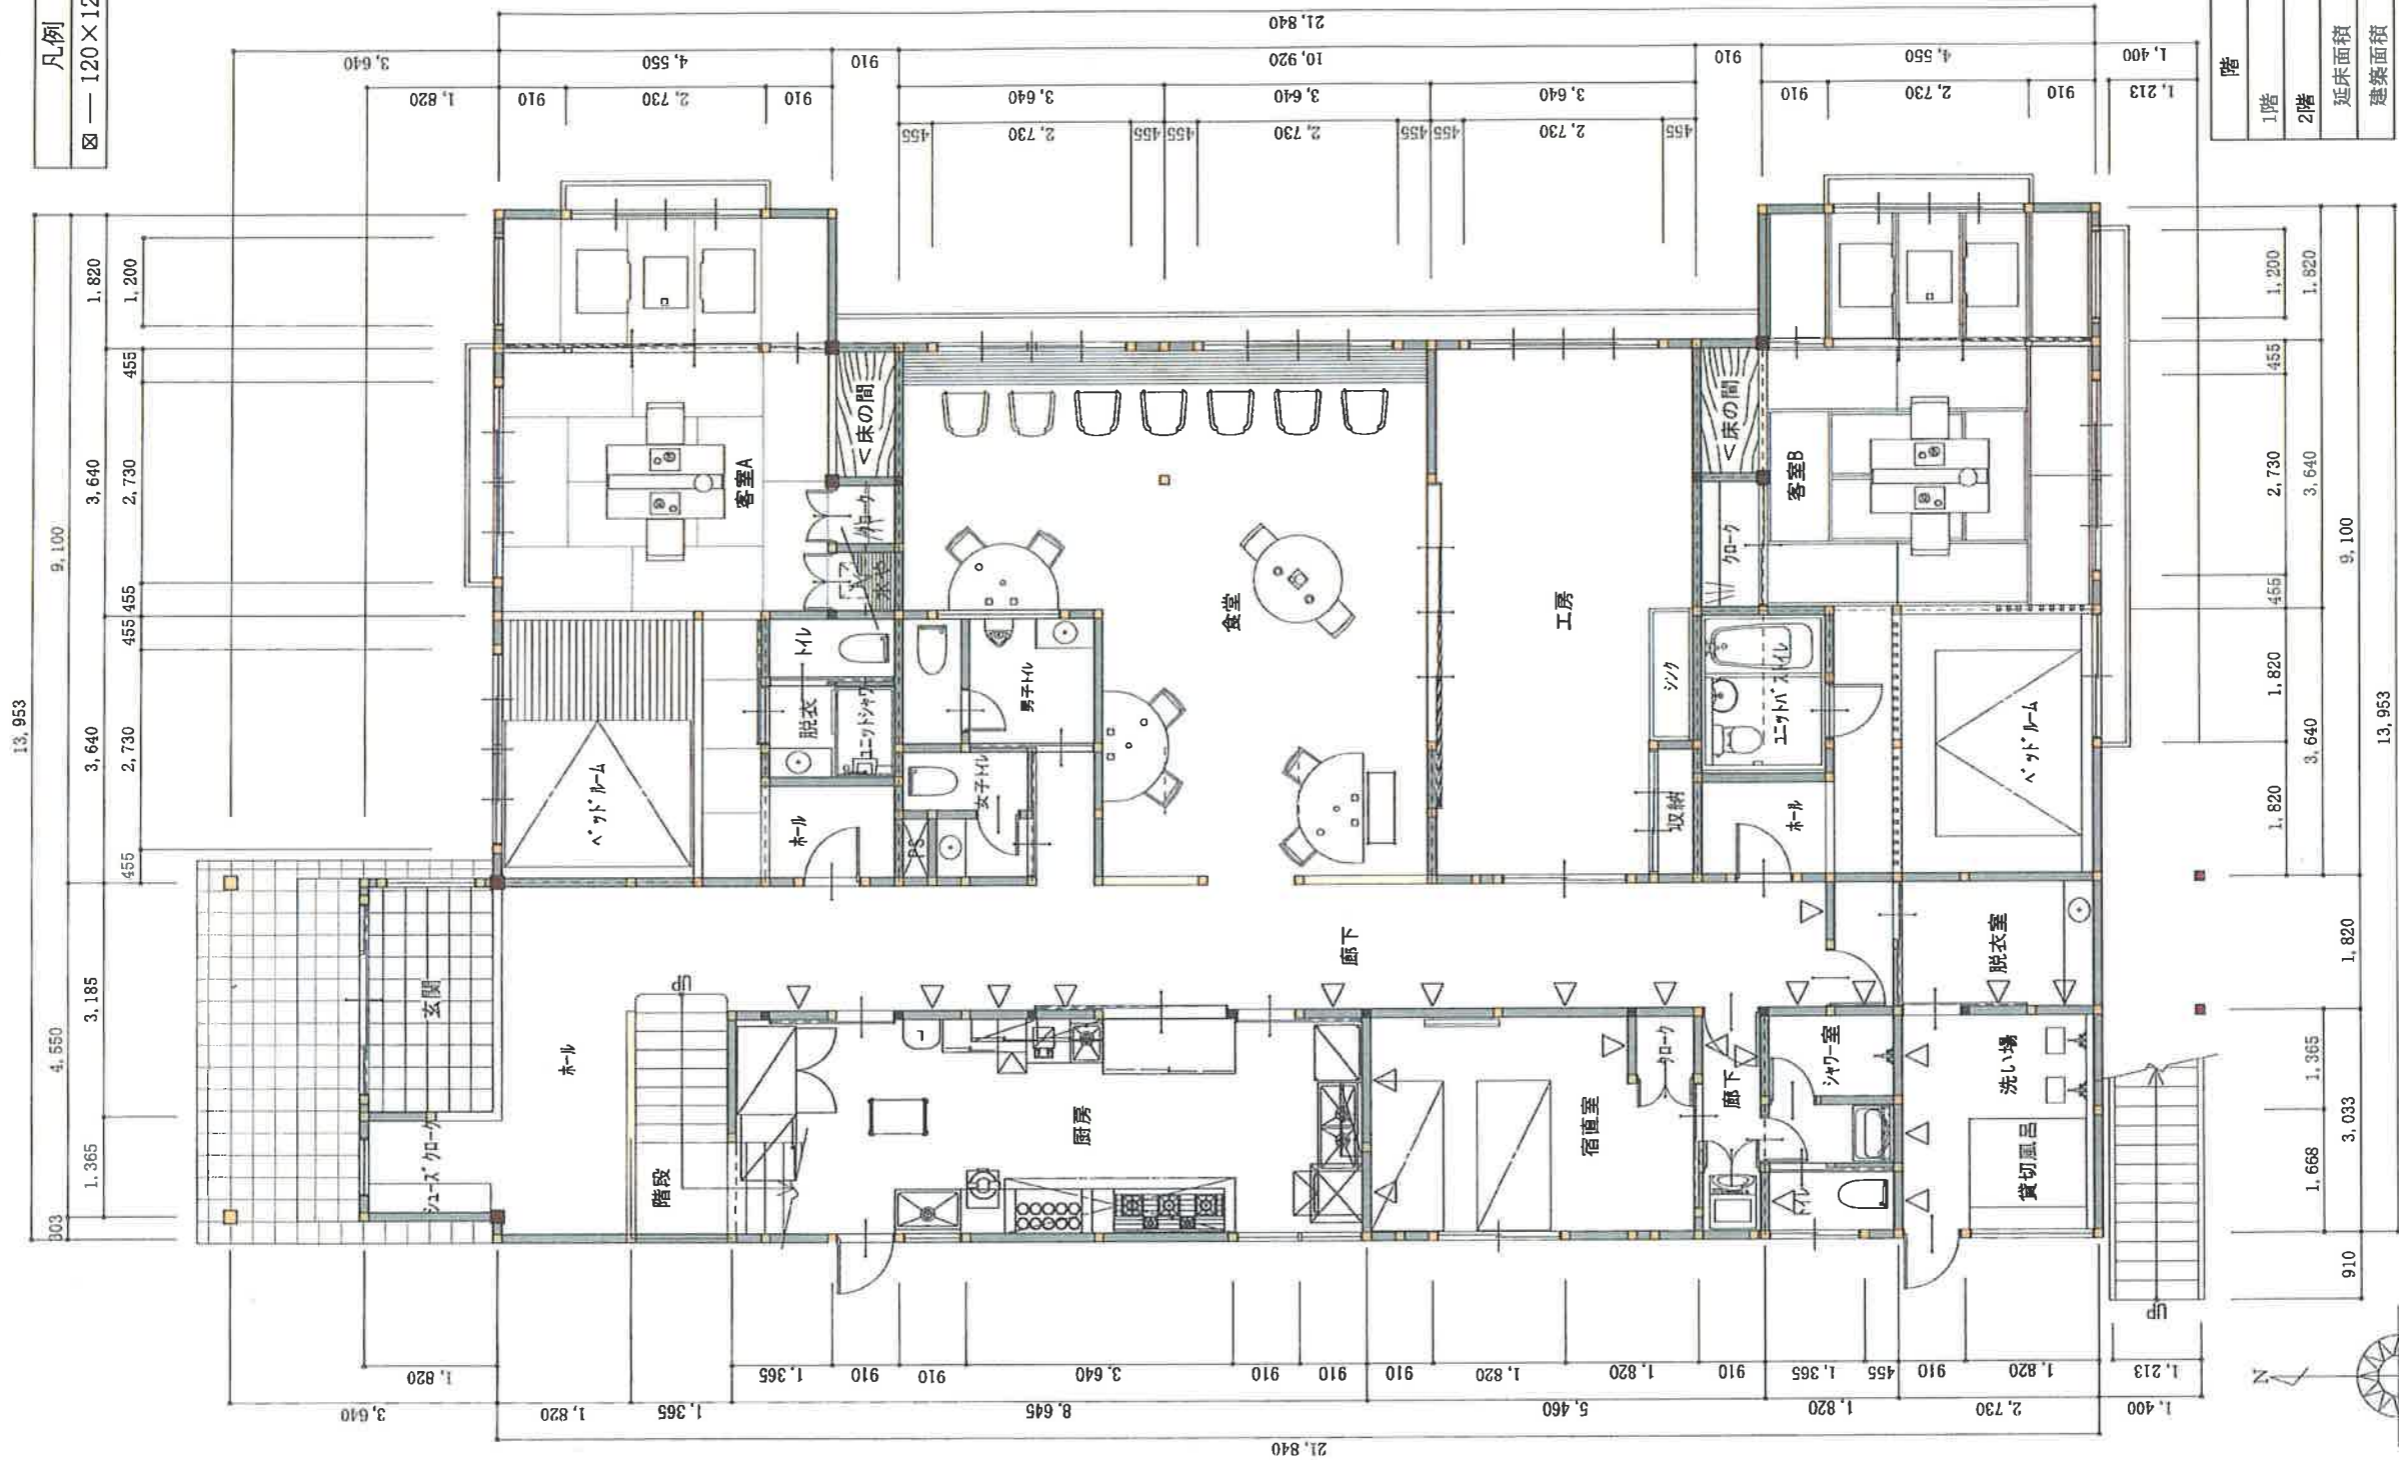 凡例
☒ — 120×12
階
1階
2階
延床面積
建築面積
21,840
3,640
4,550
910
10,920
910
4,550
1,400
1,820
910
2,730
910
3,640
3,640
3,640
910
2,730
910
1,213
455
2,730
455
455
2,730
455
455
2,730
455
13,953
9,100
4,550
303
1,820
3,640
3,640
3,185
1.365
1,200
455
2,730
455
455
2,730
455
客室A
<床の間
クローク
水屋
食堂
工房
<床の間
クローク
客室B
ベッドルーム
トイレ
脱衣
ユニットシャワー
ホール
男子トイレ
女子トイレ
PS
シンク
収納
ユニットバストイレ
ホール
ベッドルーム
玄関
シューズクローク
ホール
UP
階段
廊下
厨房
L
宿直室
クローク
廊下
シャワー室
トイレ
脱衣室
洗い場
貸切風呂
UP
1,200
1,820
455
2,730
3,640
455
9,100
1,820
3,640
1,820
13,953
1,820
1,365
3,033
1,668
910
1,820
1,365
910
910
3.640
910
910
910
1,820
1,820
910
1,365
455
910
1,820
1,213
3,640
1,820
1,365
8,645
5,460
1,820
2,730
1,400
21,840
N